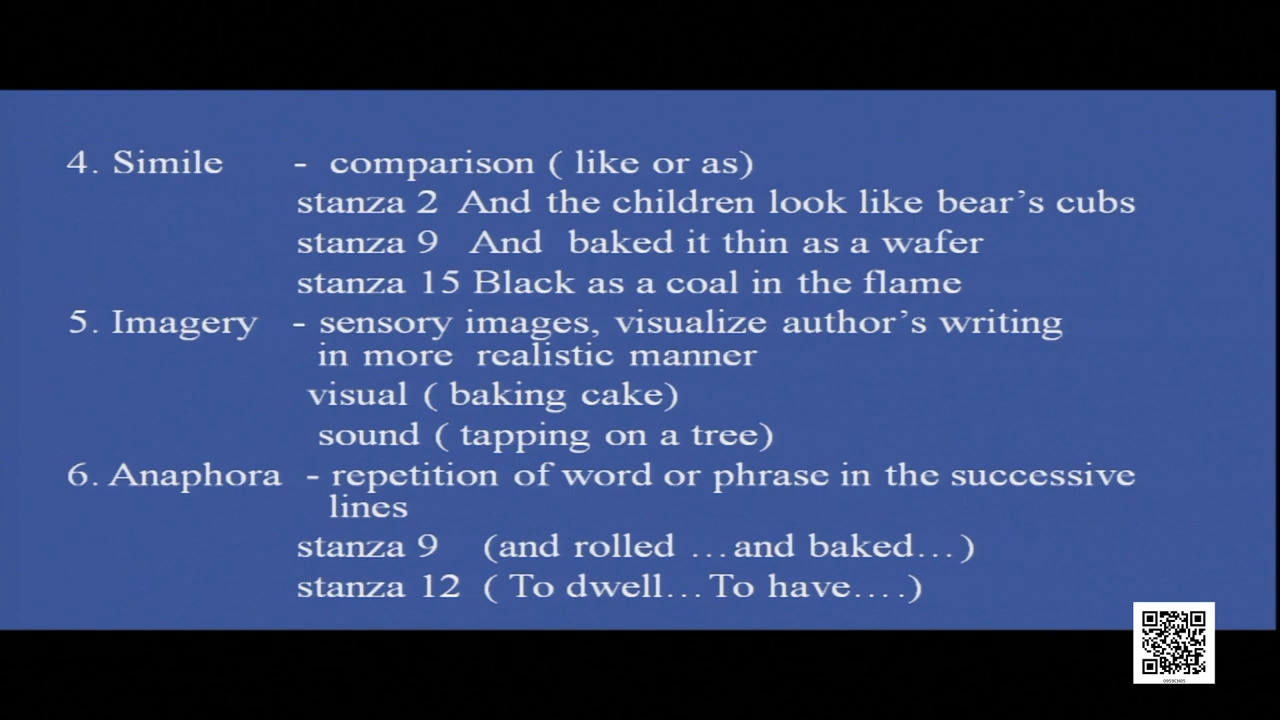 4. Simile - comparison ( like or as)
stanza 2 And the children look like bear's cubs
stanza 9 And baked it thin as a wafer
stanza 15 Black as a coal in the flame
5. Imagery - sensory images, visualize author's writing
in more realistic manner
visual ( baking cake)
sound ( tapping on a tree)
6. Anaphora - repetition of word or phrase in the successive
lines
stanza 9 (and rolled ...and baked...)
stanza 12 ( To dwell...To have....)